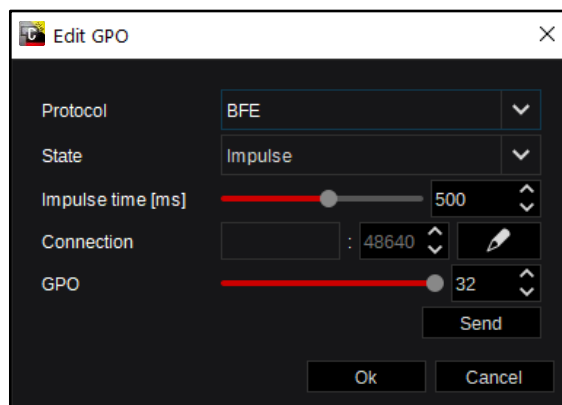 Edit GPO
Protocol BFE
State Impulse
Impulse time [ms] 500
Connection : 48640
GPO 32
Send
Ok Cancel